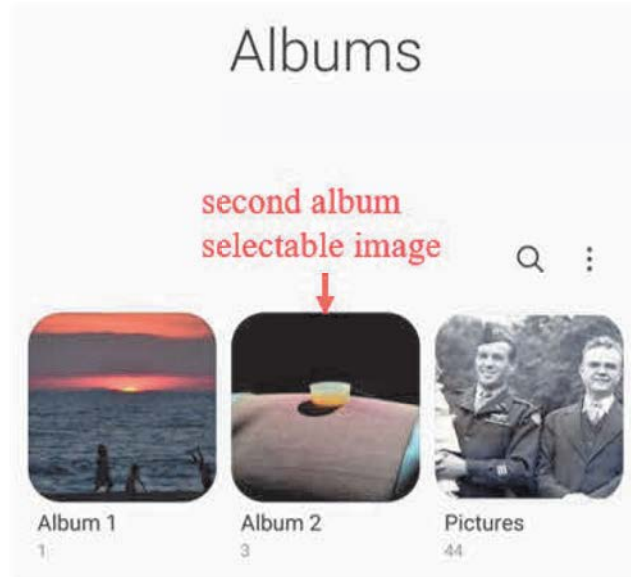 Albums
second album
selectable image
Album 1
Album 2
Pictures
1
3
44